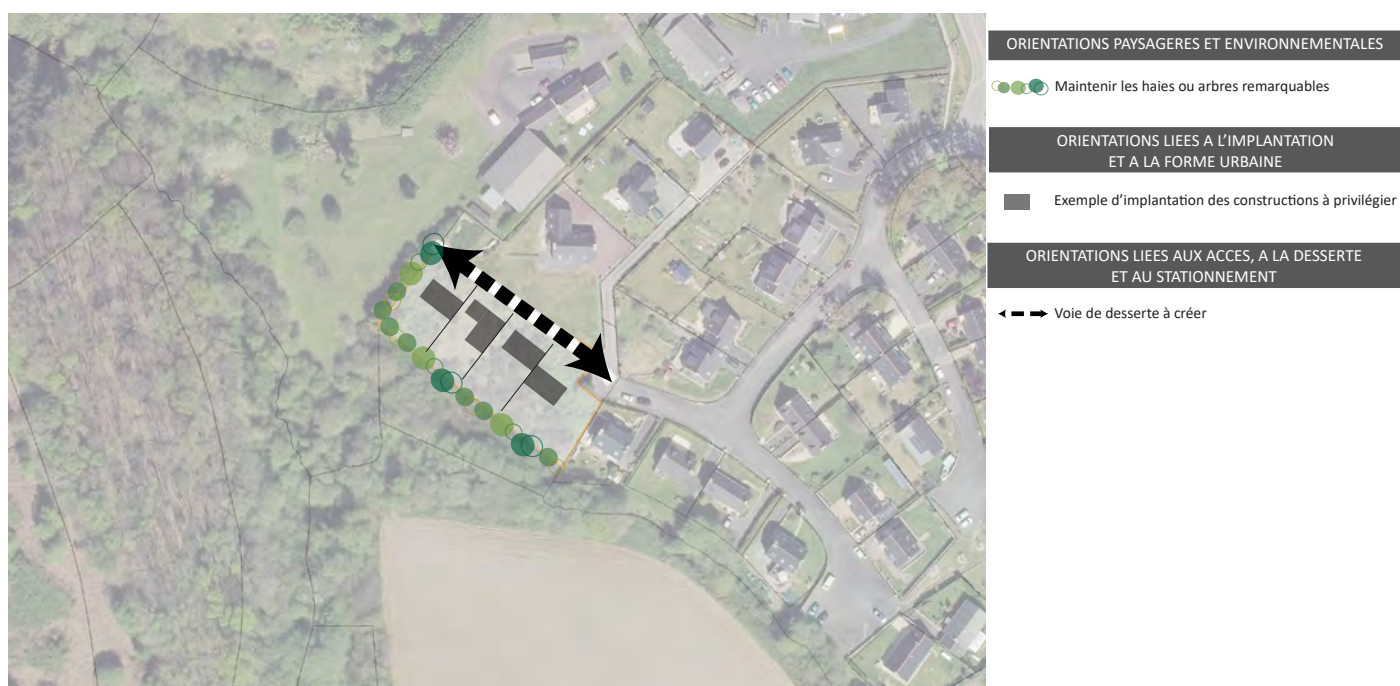 ORIENTATIONS PAYSAGERES ET ENVIRONNEMENTALES
Maintenir les haies ou arbres remarquables
ORIENTATIONS LIEES A L’IMPLANTATION
ET A LA FORME URBAINE
Exemple d’implantation des constructions à privilégier
ORIENTATIONS LIEES AUX ACCES, A LA DESSERTE
ET AU STATIONNEMENT
Voie de desserte à créer